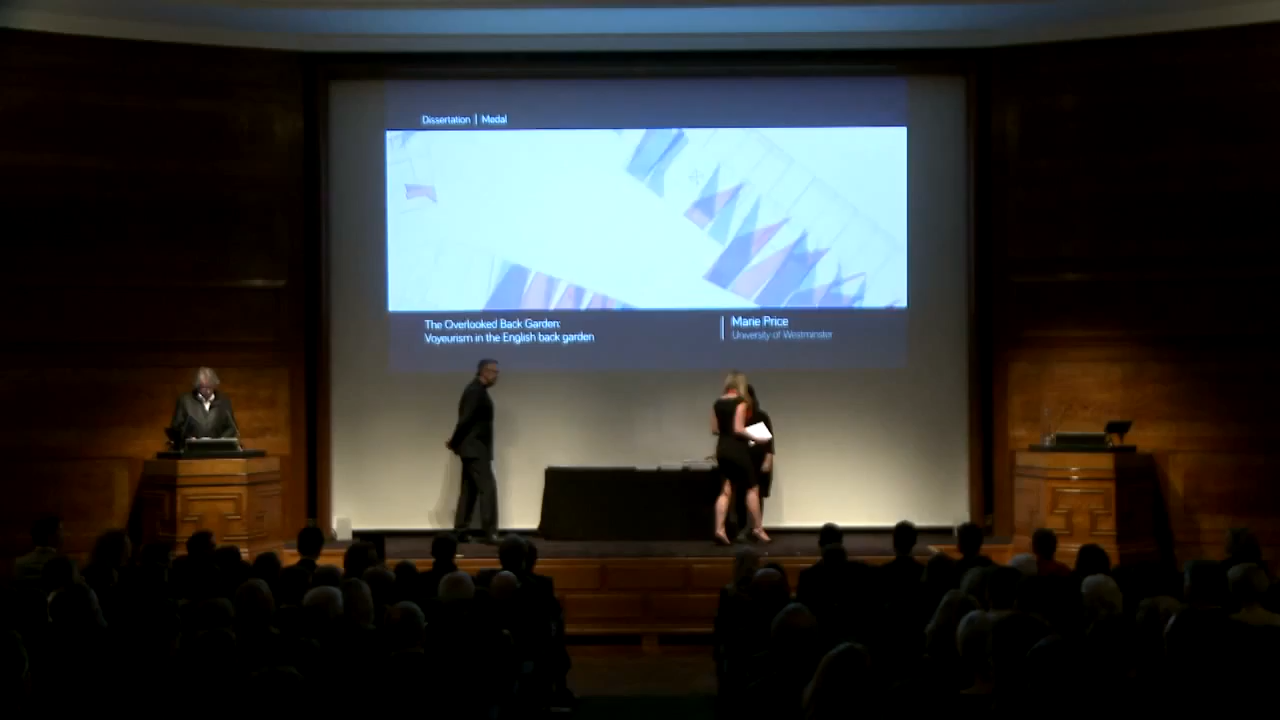 Dissertation | Medal
The Overlooked Back Garden:
Voyeurism in the English back garden
Marie Price
University of Westminster